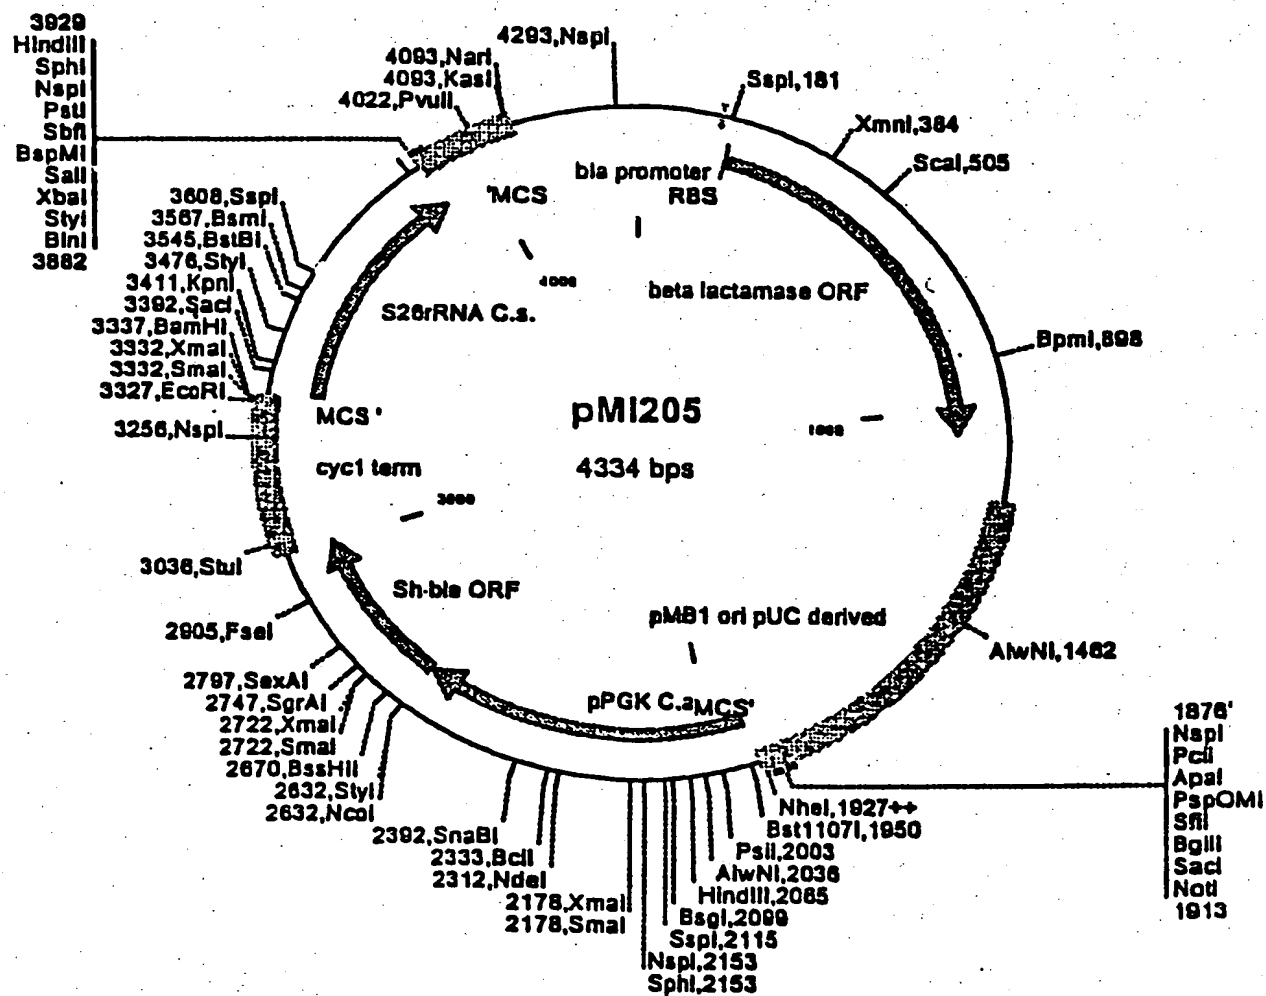 3929
HindIII
SphI
NspI
PstI
SbfI
BspMI
SalI
XbaI
StyI
BlnI
3882
4293,NspI
4093,NarI
4093,KasI
4022,PvuII
SspI,181
XmnI,384
ScaI,505
BpmI,898
AlwNI,1462
1876'
NspI
PciI
ApaI
PspOMI
SfiI
BglII
SacI
NotI
1913
NheI,1927++
Bst1107I,1950
PsiI,2003
AlwNI,2036
HindIII,2065
BsgI,2099
SspI,2115
NspI,2153
SphI,2153
2178,XmaI
2178,SmaI
2312,NdeI
2333,BclI
2392,SnaBI
2632,NcoI
2632,StyI
2670,BssHII
2722,SmaI
2722,XmaI
2747,SgrAI
2797,SexAI
2905,FseI
3036,StuI
3256,NspI
3327,EcoRI
3332,SmaI
3332,XmaI
3337,BamHI
3392,SacI
3411,KpnI
3476,StyI
3545,BstBI
3567,BsmI
3608,SspI
bla promoter
RBS
'MCS
4000
beta lactamase ORF
S26rRNA C.s.
MCS '
pMI205
4334 bps
1000
cyc1 term
3000
Sh-ble ORF
pMB1 ori pUC derived
pPGK C.a
MCS'